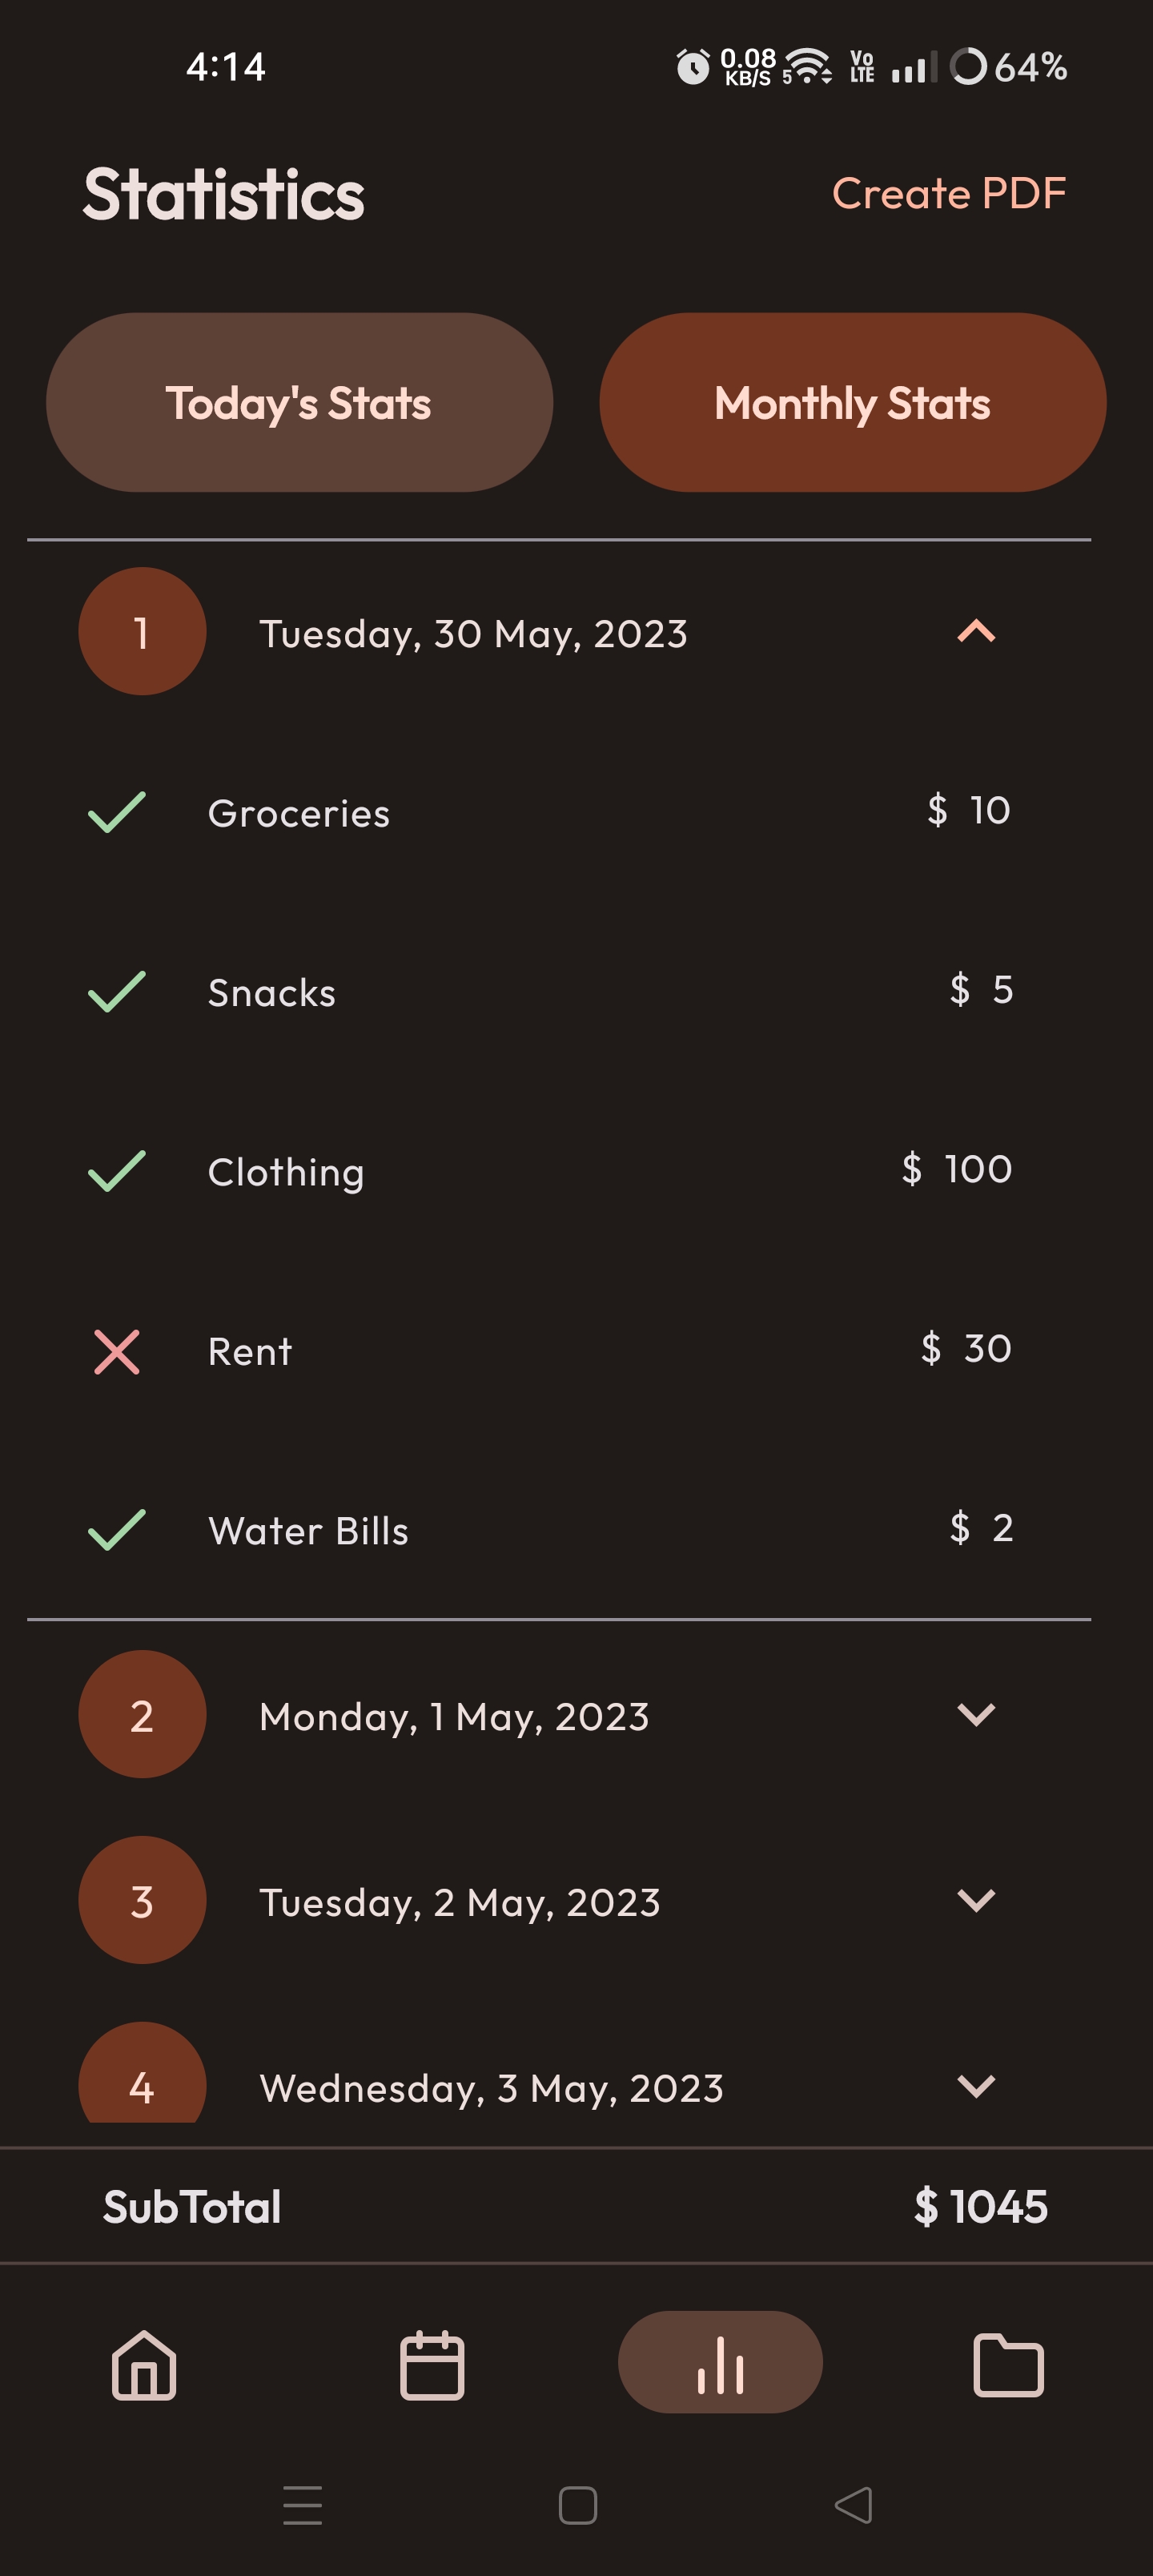 4:14 0.08 KB/S 5 Vo LTE 64%
Statistics Create PDF
Today's Stats Monthly Stats
1 Tuesday, 30 May, 2023
Groceries $ 10
Snacks $ 5
Clothing $ 100
Rent $ 30
Water Bills $ 2
2 Monday, 1 May, 2023
3 Tuesday, 2 May, 2023
4 Wednesday, 3 May, 2023
SubTotal $ 1045